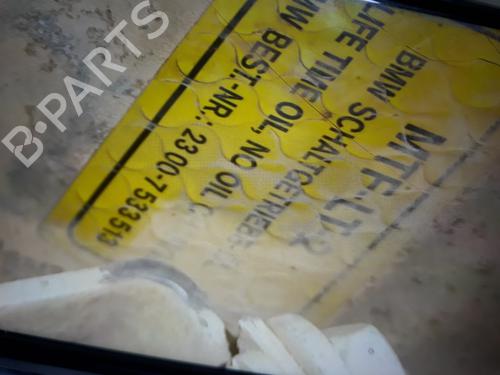 MTF-LT-2
BMW SCHALTGETRIEBE
LIFE TIME OIL, NO OIL
BEST.-NR.: 2300-7533513
B-PARTS